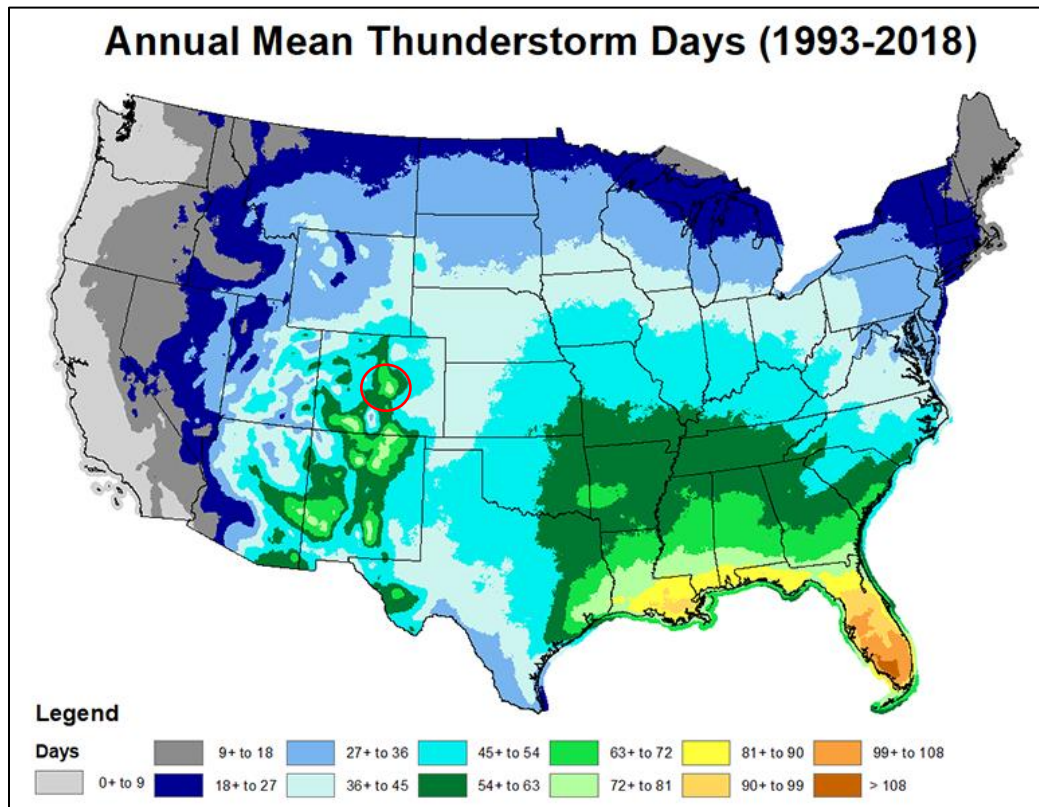 Annual Mean Thunderstorm Days (1993-2018)
Legend
Days
0+ to 9
9+ to 18
18+ to 27
27+ to 36
36+ to 45
45+ to 54
54+ to 63
63+ to 72
72+ to 81
81+ to 90
90+ to 99
99+ to 108
> 108